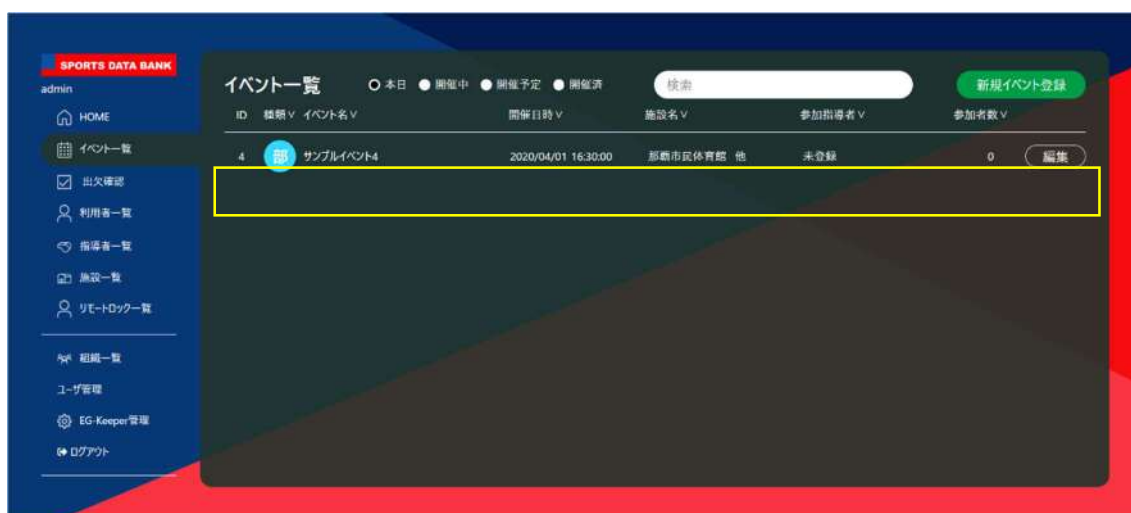 SPORTS DATA BANK
admin
HOME
イベント一覧
出欠確認
利用者一覧
指導者一覧
施設一覧
リモートロック一覧
組織一覧
ユーザ管理
EG-Keeper管理
ログアウト
イベント一覧 本日 開催中 開催予定 開催済 検索 新規イベント登録
ID 種類∨ イベント名∨ 開催日時∨ 施設名∨ 参加指導者∨ 参加者数∨
4 部 サンプルイベント4 2020/04/01 16:30:00 那覇市民体育館 他 未登録 0 編集